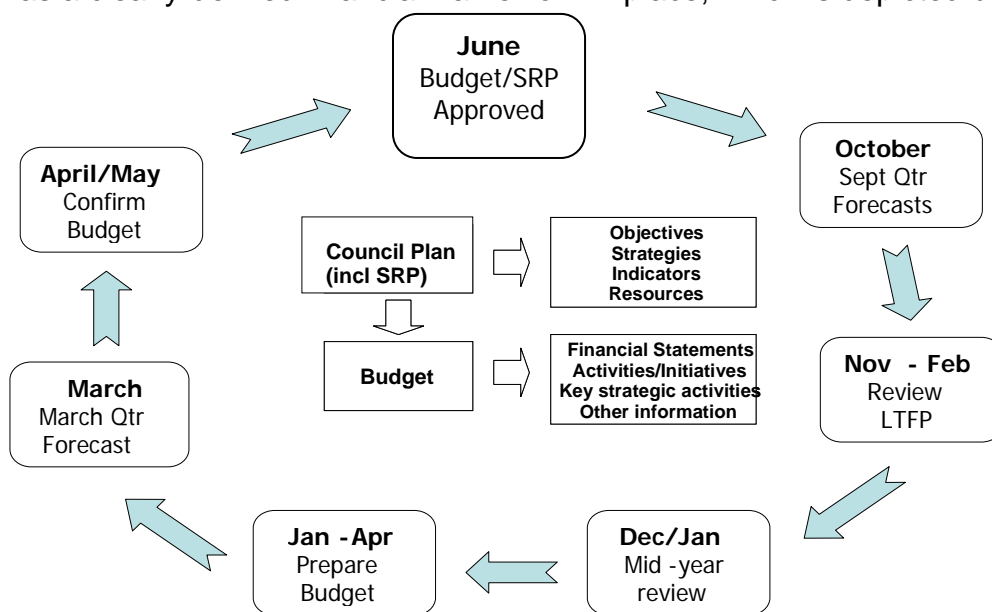 June
Budget/SRP
Approved
October
Sept Qtr
Forecasts
Nov - Feb
Review
LTFP
Dec/Jan
Mid -year
review
Jan -Apr
Prepare
Budget
March
March Qtr
Forecast
April/May
Confirm
Budget
Council Plan
(incl SRP)
Objectives
Strategies
Indicators
Resources
Budget
Financial Statements
Activities/Initiatives
Key strategic activities
Other information